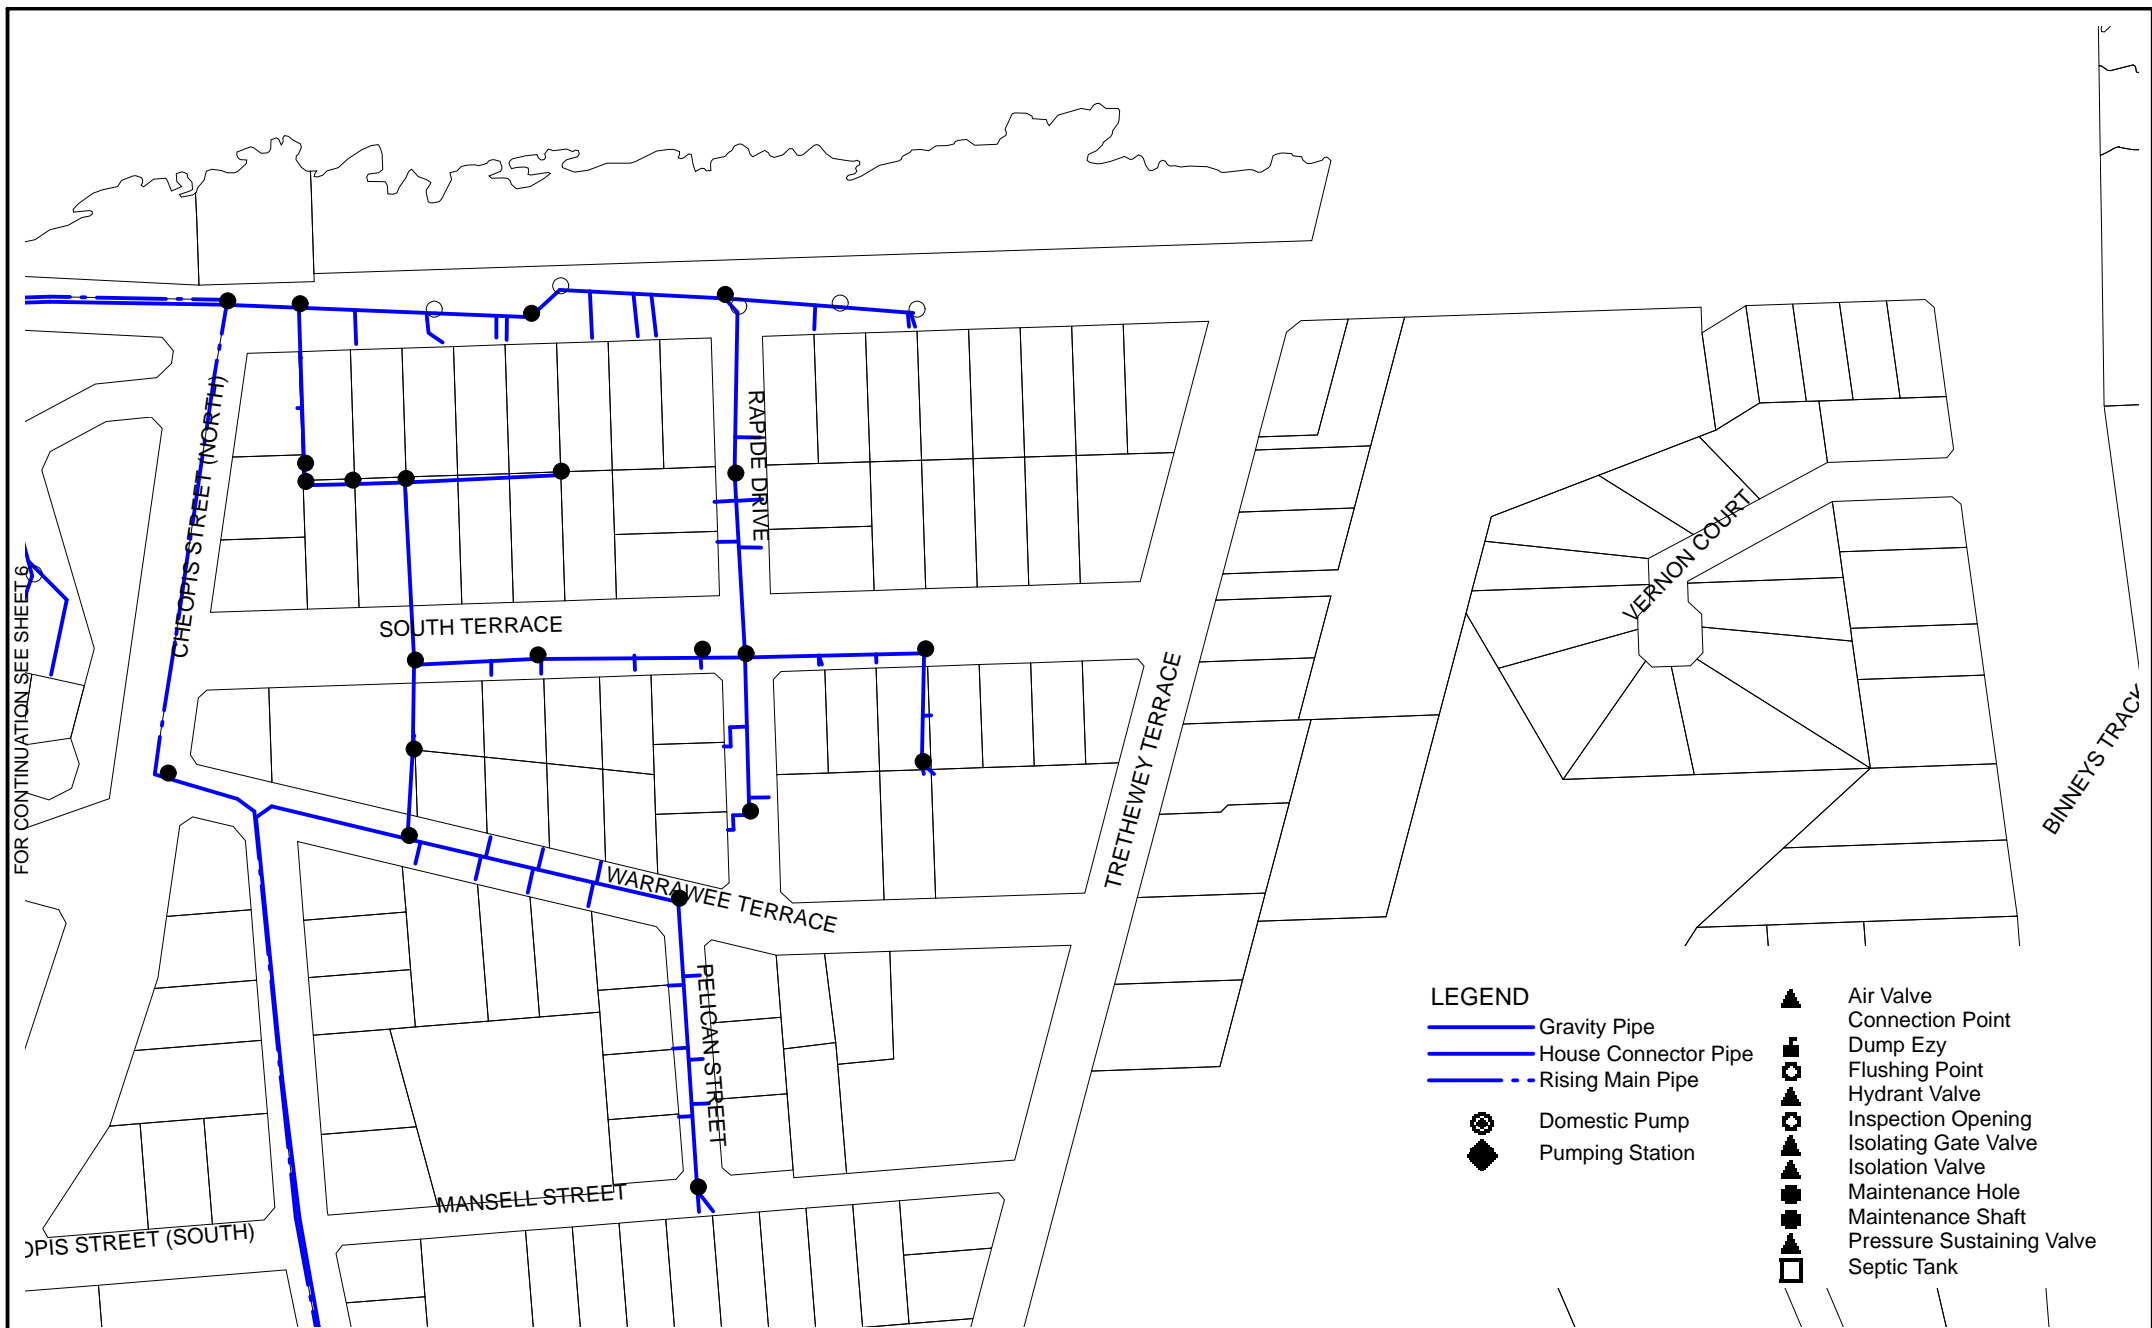 CHEOPIS STREET (NORTH)
RAPIDE DRIVE
SOUTH TERRACE
VERNON COURT
FOR CONTINUATION SEE SHEET 6
TRETHEWEY TERRACE
BINNEYS TRACK
WARRAWEE TERRACE
PELICAN STREET
MANSELL STREET
OPIS STREET (SOUTH)
LEGEND
Gravity Pipe
House Connector Pipe
Rising Main Pipe
Domestic Pump
Pumping Station
Air Valve
Connection Point
Dump Ezy
Flushing Point
Hydrant Valve
Inspection Opening
Isolating Gate Valve
Isolation Valve
Maintenance Hole
Maintenance Shaft
Pressure Sustaining Valve
Septic Tank